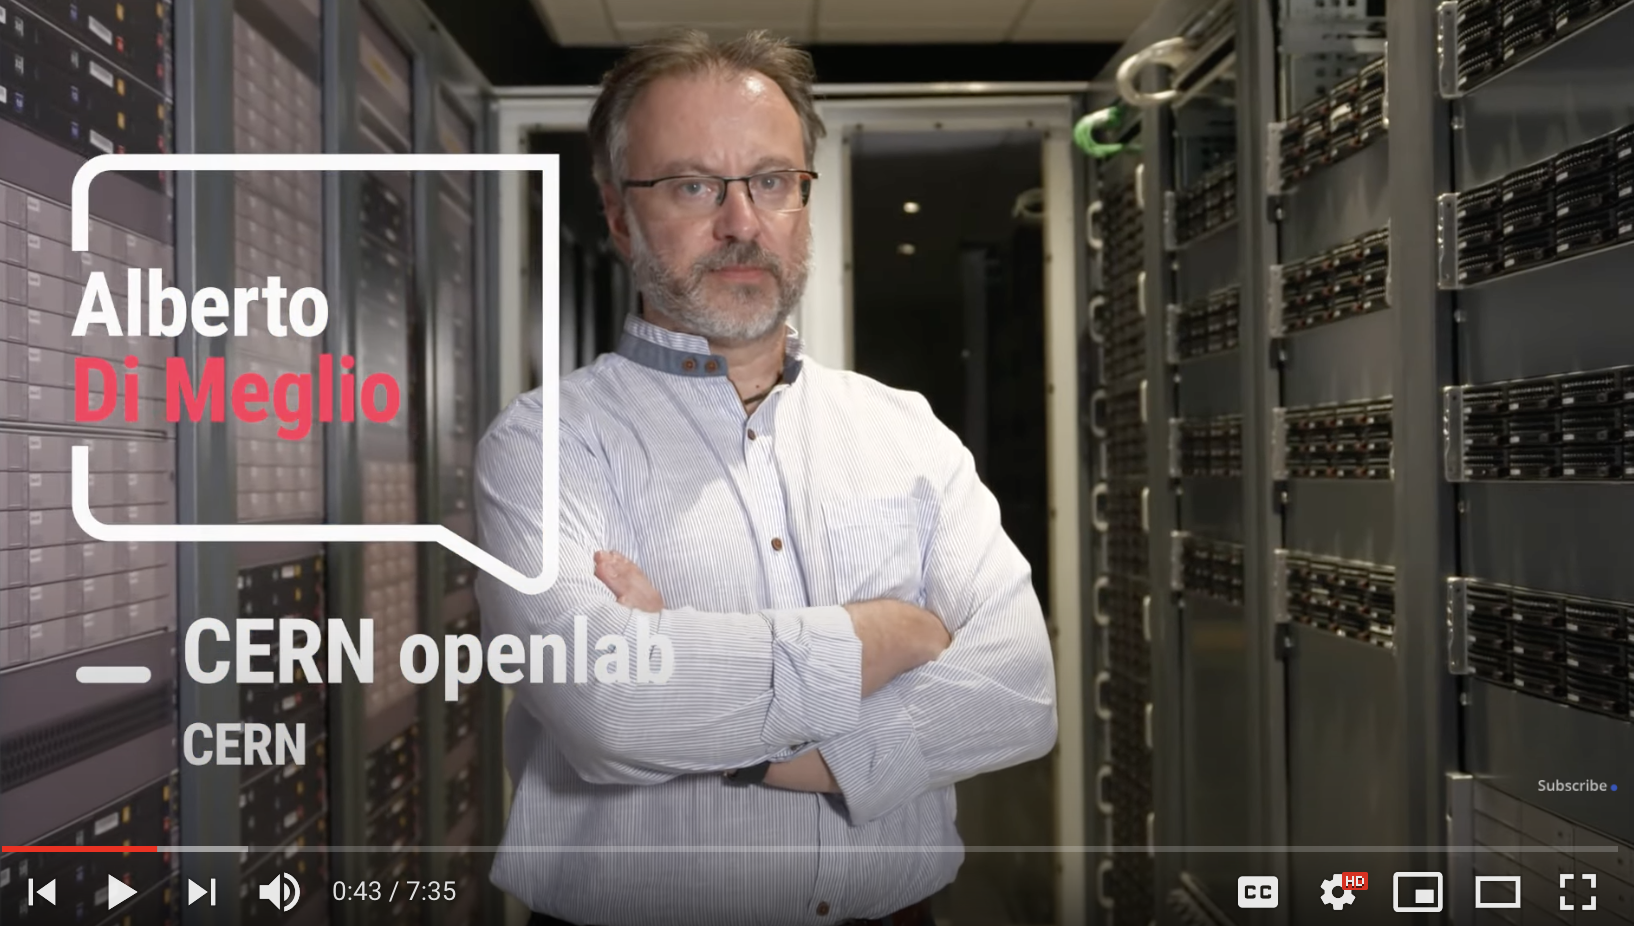 Alberto
Di Meglio
CERN openlab
CERN
Subscribe
0:43 / 7:35
CC
HD